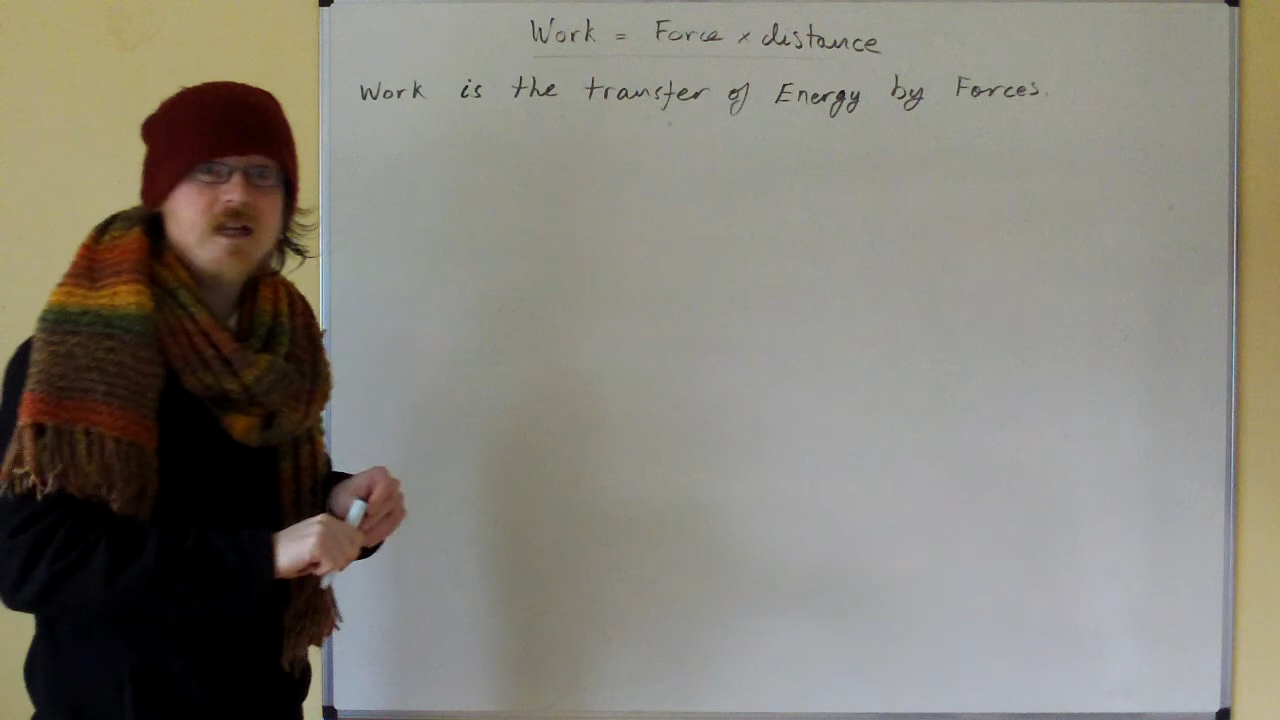 Work = Force × distance
Work is the transfer of Energy by Forces.